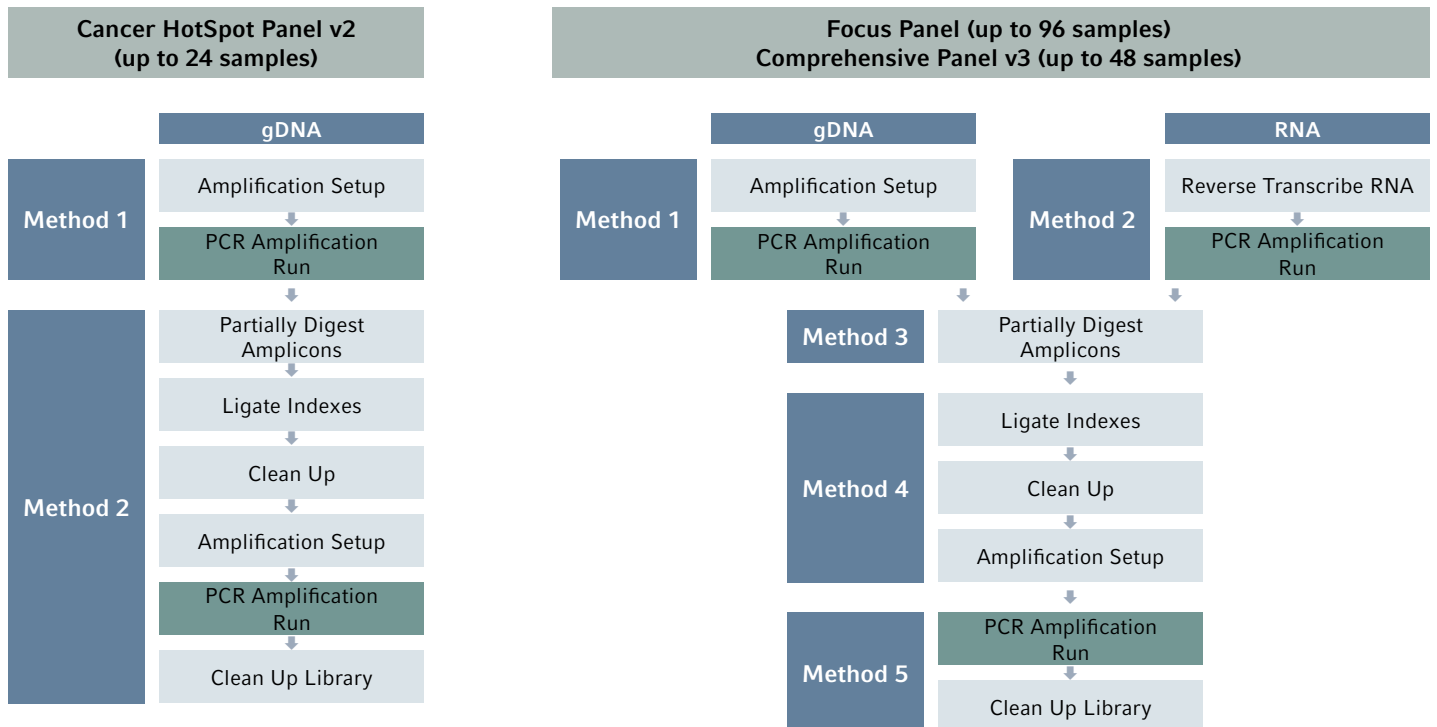 Cancer HotSpot Panel v2
(up to 24 samples)
gDNA
Method 1
Amplification Setup
PCR Amplification
Run
Method 2
Partially Digest
Amplicons
Ligate Indexes
Clean Up
Amplification Setup
PCR Amplification
Run
Clean Up Library
Focus Panel (up to 96 samples)
Comprehensive Panel v3 (up to 48 samples)
gDNA
Method 1
Amplification Setup
PCR Amplification
Run
RNA
Method 2
Reverse Transcribe RNA
PCR Amplification
Run
Method 3
Partially Digest
Amplicons
Method 4
Ligate Indexes
Clean Up
Amplification Setup
Method 5
PCR Amplification
Run
Clean Up Library